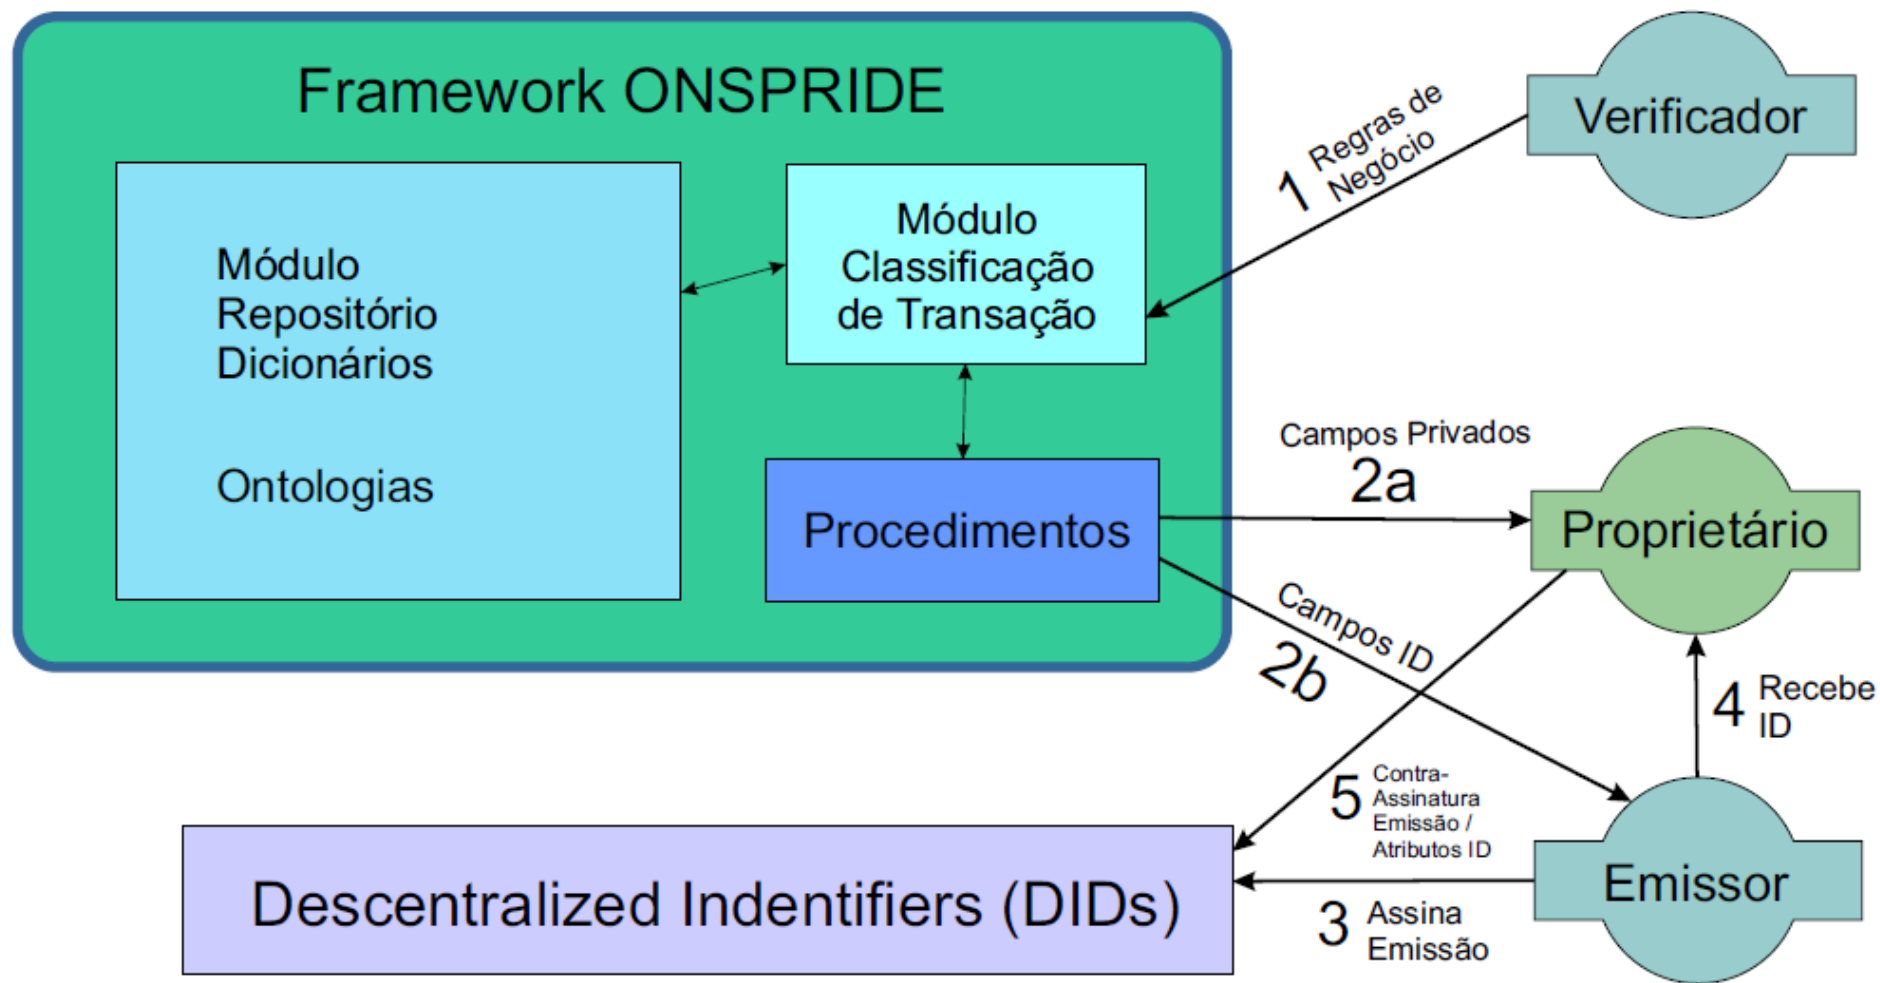 Framework ONSPRIDE
Módulo
Repositório
Dicionários
Ontologias
Módulo
Classificação
de Transação
Procedimentos
1 Regras de
Negócio
Verificador
Campos Privados
2a
Proprietário
Campos ID
2b
4 Recebe
ID
5 Contra-
Assinatura
Emissão /
Atributos ID
Descentralized Indentifiers (DIDs)
3 Assina
Emissão
Emissor